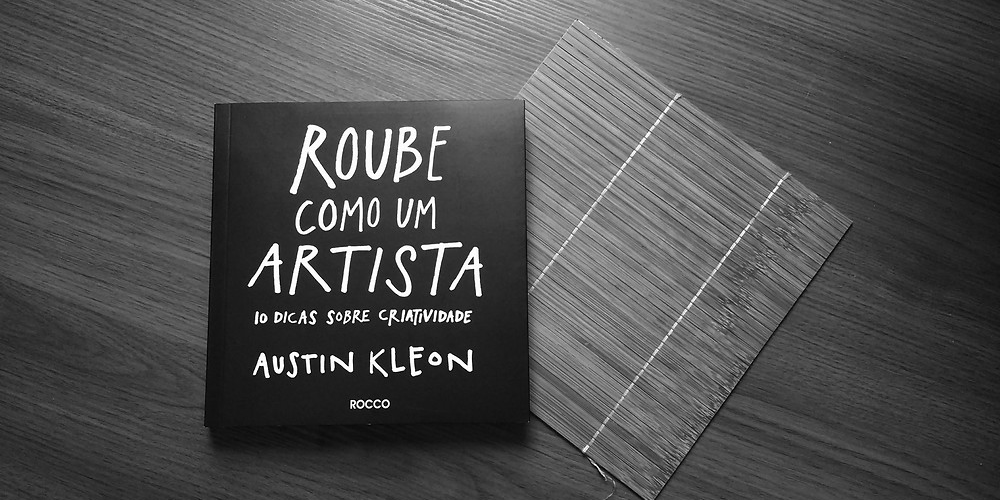 ROUBE
COMO UM
ARTISTA
10 DICAS SOBRE CRIATIVIDADE
AUSTIN KLEON
ROCCO